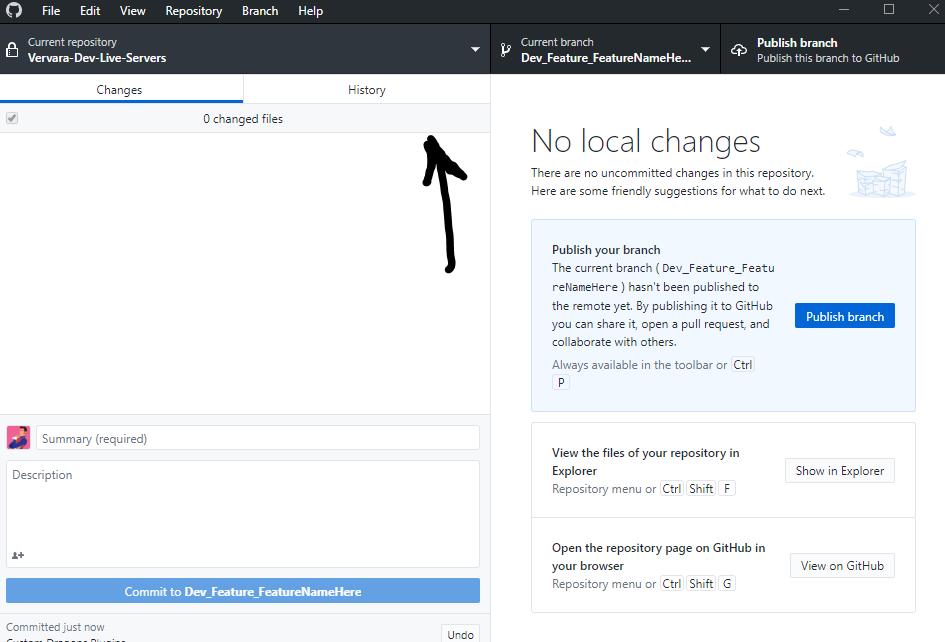 File Edit View Repository Branch Help
Current repository
Vervara-Dev-Live-Servers
Current branch
Dev_Feature_FeatureNameHe...
Publish branch
Publish this branch to GitHub
Changes
History
0 changed files
No local changes
There are no uncommitted changes in this repository.
Here are some friendly suggestions for what to do next.
Publish your branch
The current branch ( Dev_Feature_Featu
reNameHere ) hasn't been published to
the remote yet. By publishing it to GitHub
you can share it, open a pull request, and
collaborate with others.
Always available in the toolbar or Ctrl
P
Publish branch
View the files of your repository in
Explorer
Repository menu or Ctrl Shift F
Show in Explorer
Open the repository page on GitHub in
your browser
Repository menu or Ctrl Shift G
View on GitHub
Summary (required)
Description
Commit to Dev_Feature_FeatureNameHere
Committed just now
Custom Dragons Plugins
Undo